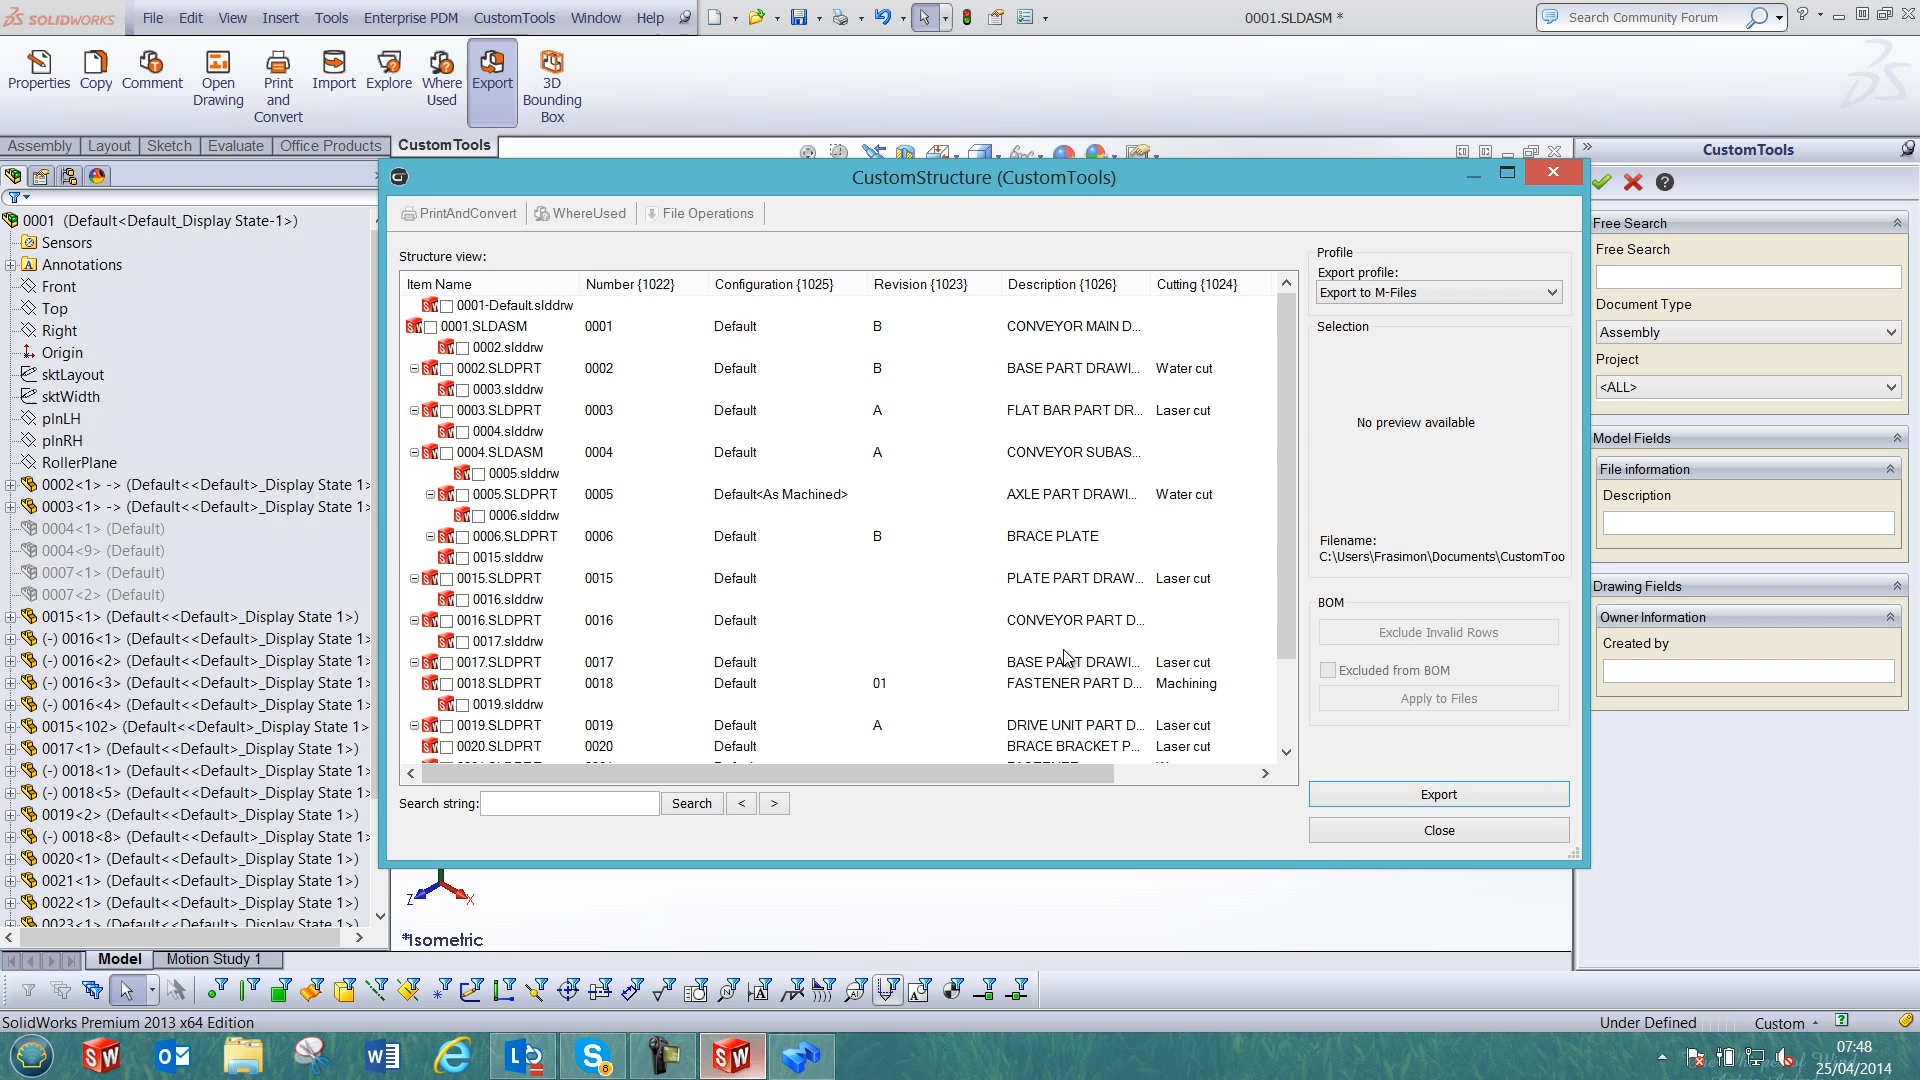 SOLIDWORKS File Edit View Insert Tools Enterprise PDM CustomTools Window Help 0001.SLDASM * Search Community Forum
Properties Copy Comment Open Drawing Print and Convert Import Explore Where Used Export 3D Bounding Box
Assembly Layout Sketch Evaluate Office Products CustomTools
CustomTools
CustomStructure (CustomTools)
0001 (Default<Default_Display State-1>)
Sensors
Annotations
Front
Top
Right
Origin
sktLayout
sktWidth
plnLH
plnRH
RollerPlane
0002<1> -> (Default<<Default>_Display State 1>
0003<1> -> (Default<<Default>_Display State 1>
0004<1> (Default)
0004<9> (Default)
0007<1> (Default)
0007<2> (Default)
0015<1> (Default<<Default>_Display State 1>)
(-) 0016<1> (Default<<Default>_Display State 1>
(-) 0016<2> (Default<<Default>_Display State 1>
(-) 0016<3> (Default<<Default>_Display State 1>
(-) 0016<4> (Default<<Default>_Display State 1>
0015<102> (Default<<Default>_Display State 1>
0017<1> (Default<<Default>_Display State 1>)
(-) 0018<1> (Default<<Default>_Display State 1>
(-) 0018<5> (Default<<Default>_Display State 1>
0019<2> (Default<<Default>_Display State 1>)
(-) 0018<8> (Default<<Default>_Display State 1>
0020<1> (Default<<Default>_Display State 1>)
0021<1> (Default<<Default>_Display State 1>)
0022<1> (Default<<Default>_Display State 1>)
0023<1> (Default<<Default>_Display State 1>)
PrintAndConvert WhereUsed File Operations
Structure view:
Item Name Number {1022} Configuration {1025} Revision {1023} Description {1026} Cutting {1024}
0001-Default.slddrw
0001.SLDASM 0001 Default B CONVEYOR MAIN D...
0002.slddrw
0002.SLDPRT 0002 Default B BASE PART DRAWI... Water cut
0003.slddrw
0003.SLDPRT 0003 Default A FLAT BAR PART DR... Laser cut
0004.slddrw
0004.SLDASM 0004 Default A CONVEYOR SUBAS...
0005.slddrw
0005.SLDPRT 0005 Default<As Machined> AXLE PART DRAWI... Water cut
0006.slddrw
0006.SLDPRT 0006 Default B BRACE PLATE
0015.slddrw
0015.SLDPRT 0015 Default PLATE PART DRAW... Laser cut
0016.slddrw
0016.SLDPRT 0016 Default CONVEYOR PART D...
0017.slddrw
0017.SLDPRT 0017 Default BASE PART DRAWI... Laser cut
0018.SLDPRT 0018 Default 01 FASTENER PART D... Machining
0019.slddrw
0019.SLDPRT 0019 Default A DRIVE UNIT PART D... Laser cut
0020.SLDPRT 0020 Default BRACE BRACKET P... Laser cut
Search string: Search < >
Profile
Export profile:
Export to M-Files
Selection
No preview available
Filename:
C:\Users\Frasimon\Documents\CustomToo
BOM
Exclude Invalid Rows
Excluded from BOM
Apply to Files
Export
Close
Free Search
Free Search
Document Type
Assembly
Project
<ALL>
Model Fields
File information
Description
Drawing Fields
Owner Information
Created by
Z X
*Isometric
Model Motion Study 1
SolidWorks Premium 2013 x64 Edition Under Defined Custom
07:48
25/04/2014